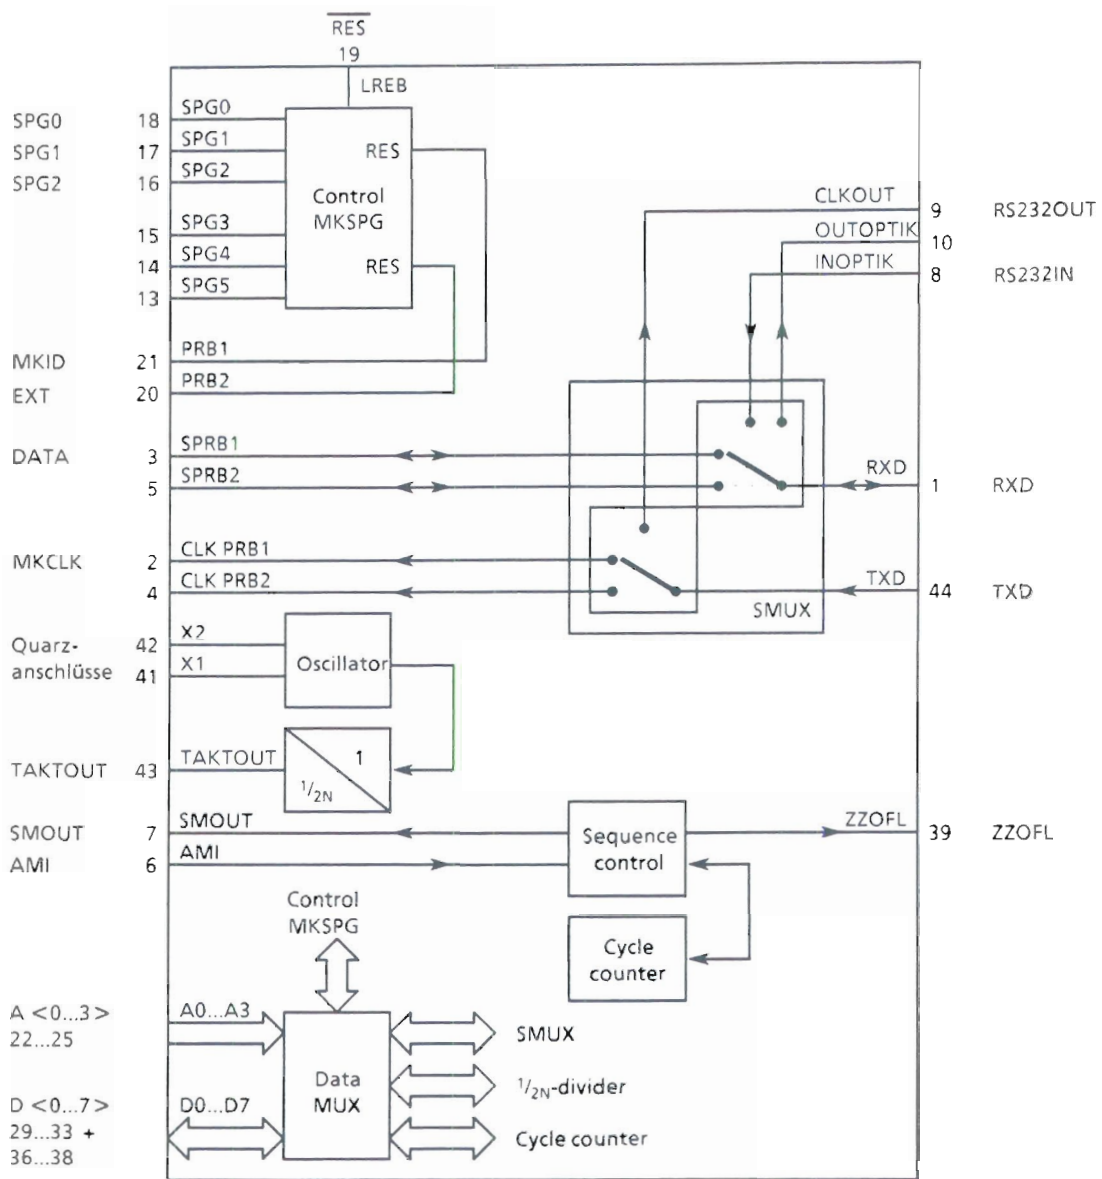 RES
19
LREB
SPG0 18 SPG0
SPG1 17 SPG1
SPG2 16 SPG2
RES
Control
MKSPG
15 SPG3
14 SPG4
RES
13 SPG5
CLKOUT 9 RS232OUT
OUTOPTIK 10
INOPTIK 8 RS232IN
MKID 21 PRB1
EXT 20 PRB2
DATA 3 SPRB1
5 SPRB2
RXD 1 RXD
MKCLK 2 CLK PRB1
4 CLK PRB2
TXD 44 TXD
SMUX
Quarz-
anschlüsse
42 X2
41 X1
Oscillator
TAKTOUT 43 TAKTOUT
1
1/2N
SMOUT 7 SMOUT
AMI 6 AMI
Sequence
control
ZZOFL 39 ZZOFL
Control
MKSPG
Cycle
counter
A <0...3>
22...25
A0...A3
SMUX
Data
MUX
1/2N-divider
D <0...7>
29...33 +
36...38
D0...D7
Cycle counter